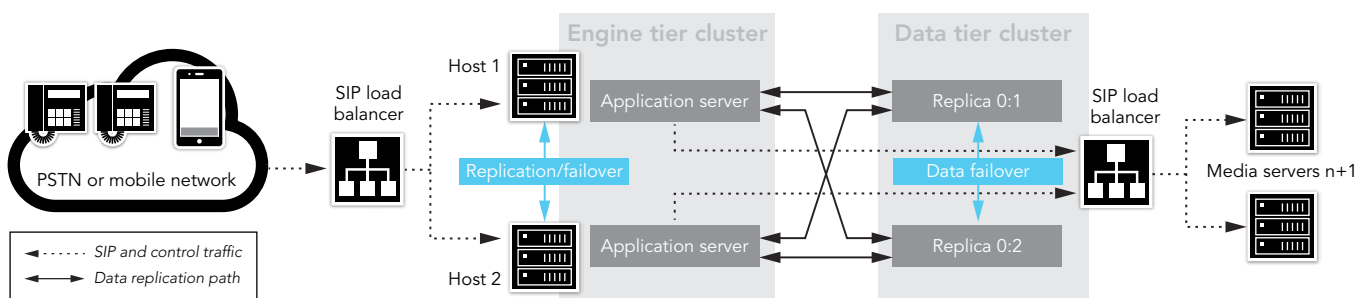 Engine tier cluster
Data tier cluster
Host 1
SIP load
balancer
Application server
Replica 0:1
SIP load
balancer
PSTN or mobile network
Replication/failover
Data failover
Media servers n+1
Application server
Replica 0:2
Host 2
SIP and control traffic
Data replication path